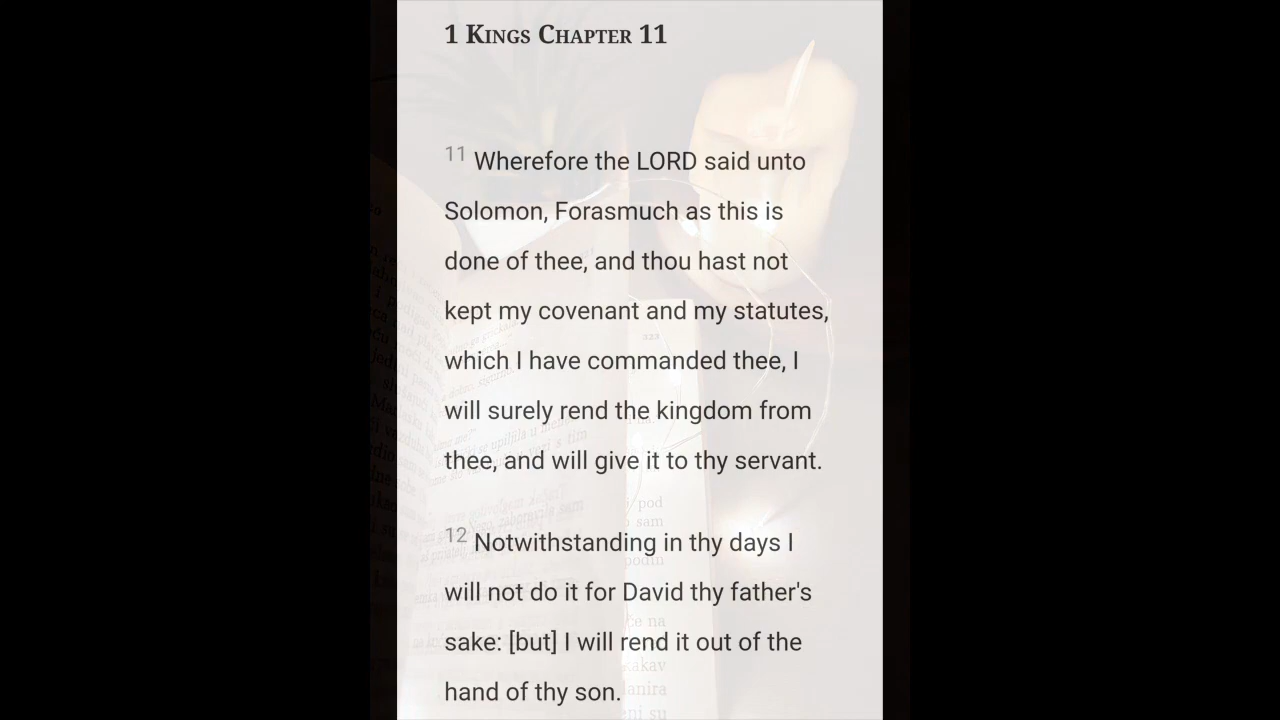 1 KINGS CHAPTER 11
11 Wherefore the LORD said unto
Solomon, Forasmuch as this is
done of thee, and thou hast not
kept my covenant and my statutes,
which I have commanded thee, I
will surely rend the kingdom from
thee, and will give it to thy servant.
12 Notwithstanding in thy days I
will not do it for David thy father's
sake: [but] I will rend it out of the
hand of thy son.